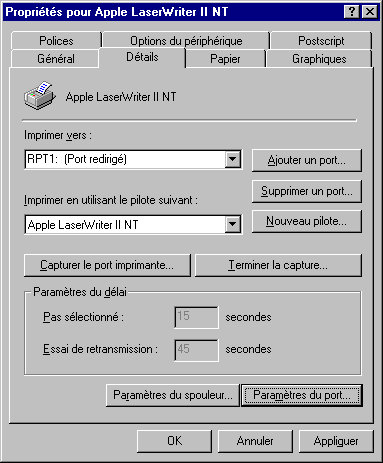 Propriétés pour Apple LaserWriter II NT
Polices
Options du périphérique
Postscript
Général
Détails
Papier
Graphiques
Apple LaserWriter II NT
Imprimer vers :
RPT1:  (Port redirigé)
Ajouter un port...
Supprimer un port...
Imprimer en utilisant le pilote suivant :
Apple LaserWriter II NT
Nouveau pilote...
Capturer le port imprimante...
Terminer la capture...
Paramètres du délai
Pas sélectionné :
15
secondes
Essai de retransmission :
45
secondes
Paramètres du spouleur...
Paramètres du port...
OK
Annuler
Appliquer